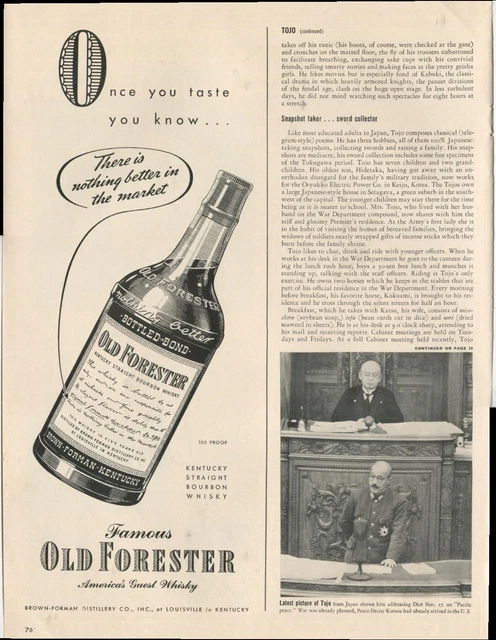 Once you taste
you know...
There is
nothing better in
the market
OLD FORESTER
nothing better
BOTTLED-BOND
OLD FORESTER
KENTUCKY STRAIGHT BOURBON WHISKY
BROWN-FORMAN-KENTUCKY
100 PROOF
KENTUCKY
STRAIGHT
BOURBON
WHISKY
Famous
OLD FORESTER
America's Guest Whisky
BROWN-FORMAN DISTILLERY CO., INC., at LOUISVILLE in KENTUCKY
76
TOJO (continued)
takes off his tunic (his boots, of course, were checked at the gate)
and crouches on the matted floor, the fly of his trousers unbuttoned
to facilitate breathing, exchanging sake cups with his convivial
friends, telling smutty stories and making faces at the pretty geisha
girls. He likes movies but is especially fond of Kabuki, the classi-
cal drama in which heavily armored knights, the panzer divisions
of the feudal age, clash on the huge open stage. In less turbulent
days, he did not mind watching such spectacles for eight hours at
a stretch.
Snapshot taker . . . sword collector
Like most educated adults in Japan, Tojo composes classical (tele-
gram-style) poems. He has three hobbies, all of them 100% Japanese:
taking snapshots, collecting swords and raising a family. His snap-
shots are mediocre, his sword collection includes some fine specimens
of the Tokugawa period. Tojo has seven children and two grand-
children. His oldest son, Hidetaka, having got away with an un-
orthodox disregard for the family's military tradition, now works
for the Oryokko Electric Power Co. in Keijo, Korea. The Tojos own
a large Japanese-style house in Setagaya, a green suburb in the south-
west of the capital. The younger children may stay there for the time
being as it is nearer to school. Mrs. Tojo, who lived with her hus-
band on the War Department compound, now shares with him the
stiff and gloomy Premier's residence. As the Army's first lady she is
in the habit of visiting the homes of bereaved families, bringing the
widows of soldiers neatly wrapped gifts of incense sticks which they
burn before the family shrine.
Tojo likes to chat, drink and ride with younger officers. When he
works at his desk in the War Department he goes to the canteen dur-
ing the lunch rush hour, buys a 30-sen box lunch and munches it
standing up, talking with the staff officers. Riding is Tojo's only
exercise. He owns two horses which he keeps in the stables that are
part of his official residence in the War Department. Every morning
before breakfast, his favorite horse, Kokuami, is brought to his resi-
dence and he trots through the silent streets for half an hour.
Breakfast, which he takes with Katsu, his wife, consists of miso-
shiru (soybean soup,) tofu (bean curds cut in dice) and nori (dried
seaweed in sheets). He is at his desk at 9 o'clock sharp, attending to
his mail and receiving reports. Cabinet meetings are held on Tues-
days and Fridays. At a full Cabinet meeting held recently, Tojo
CONTINUED ON PAGE
Latest picture of Tojo from Japan shows him addressing Diet Nov. 17, on "Pacific
peace." War was already planned, Peace-Decoy Kurusu had already arrived in the U. S.